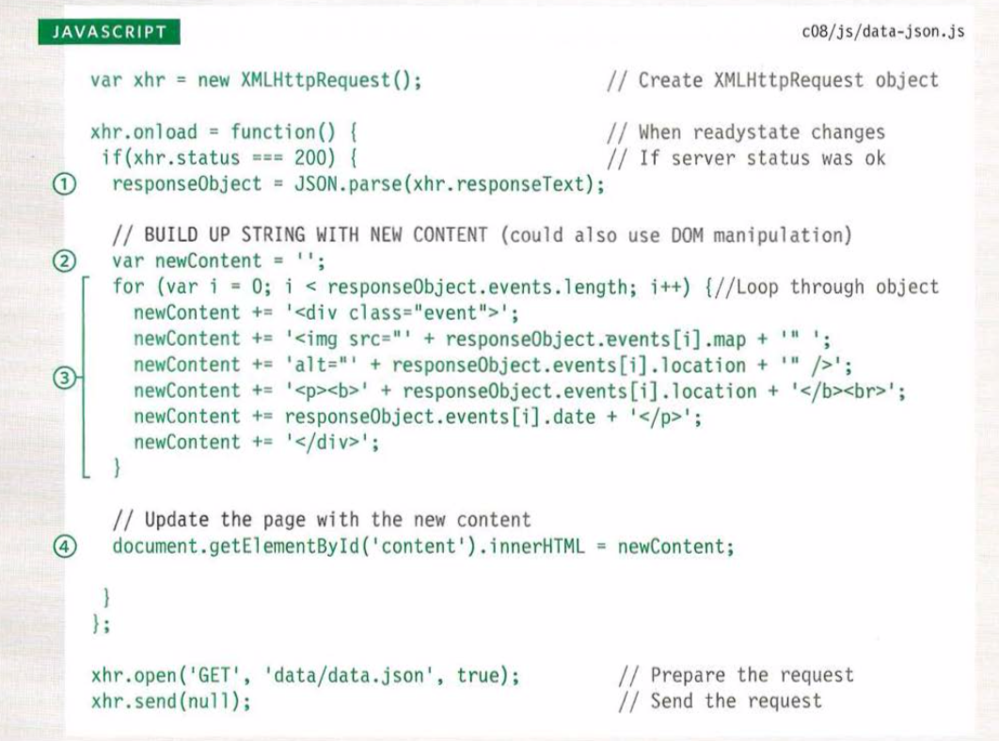 JAVASCRIPT c08/js/data-json.js
var xhr = new XMLHttpRequest(); // Create XMLHttpRequest object
xhr.onload = function() { // When readystate changes
if(xhr.status === 200) { // If server status was ok
① responseObject = JSON.parse(xhr.responseText);
// BUILD UP STRING WITH NEW CONTENT (could also use DOM manipulation)
② var newContent = '';
for (var i = 0; i < responseObject.events.length; i++) {//Loop through object
newContent += '<div class="event">';
newContent += '<img src="' + responseObject.events[i].map + '" ';
newContent += 'alt="' + responseObject.events[i].location + '" />';
③ newContent += '<p><b>' + responseObject.events[i].location + '</b><br>';
newContent += responseObject.events[i].date + '</p>';
newContent += '</div>';
}
// Update the page with the new content
④ document.getElementById('content').innerHTML = newContent;
}
};
xhr.open('GET', 'data/data.json', true); // Prepare the request
xhr.send(null); // Send the request